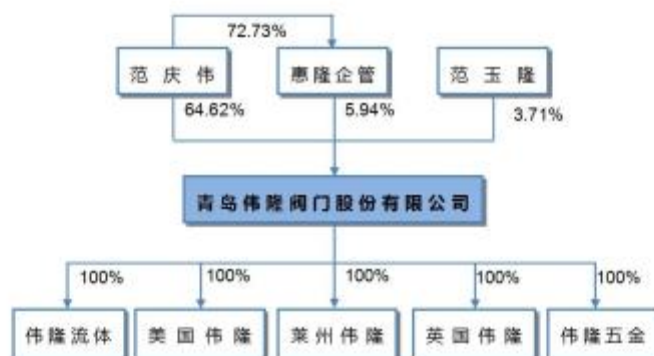 72.73%
范庆伟
惠隆企管
范玉隆
64.62%
5.94%
3.71%
青岛伟隆阀门股份有限公司
100%
100%
100%
100%
100%
伟隆流体
美国伟隆
莱州伟隆
英国伟隆
伟隆五金